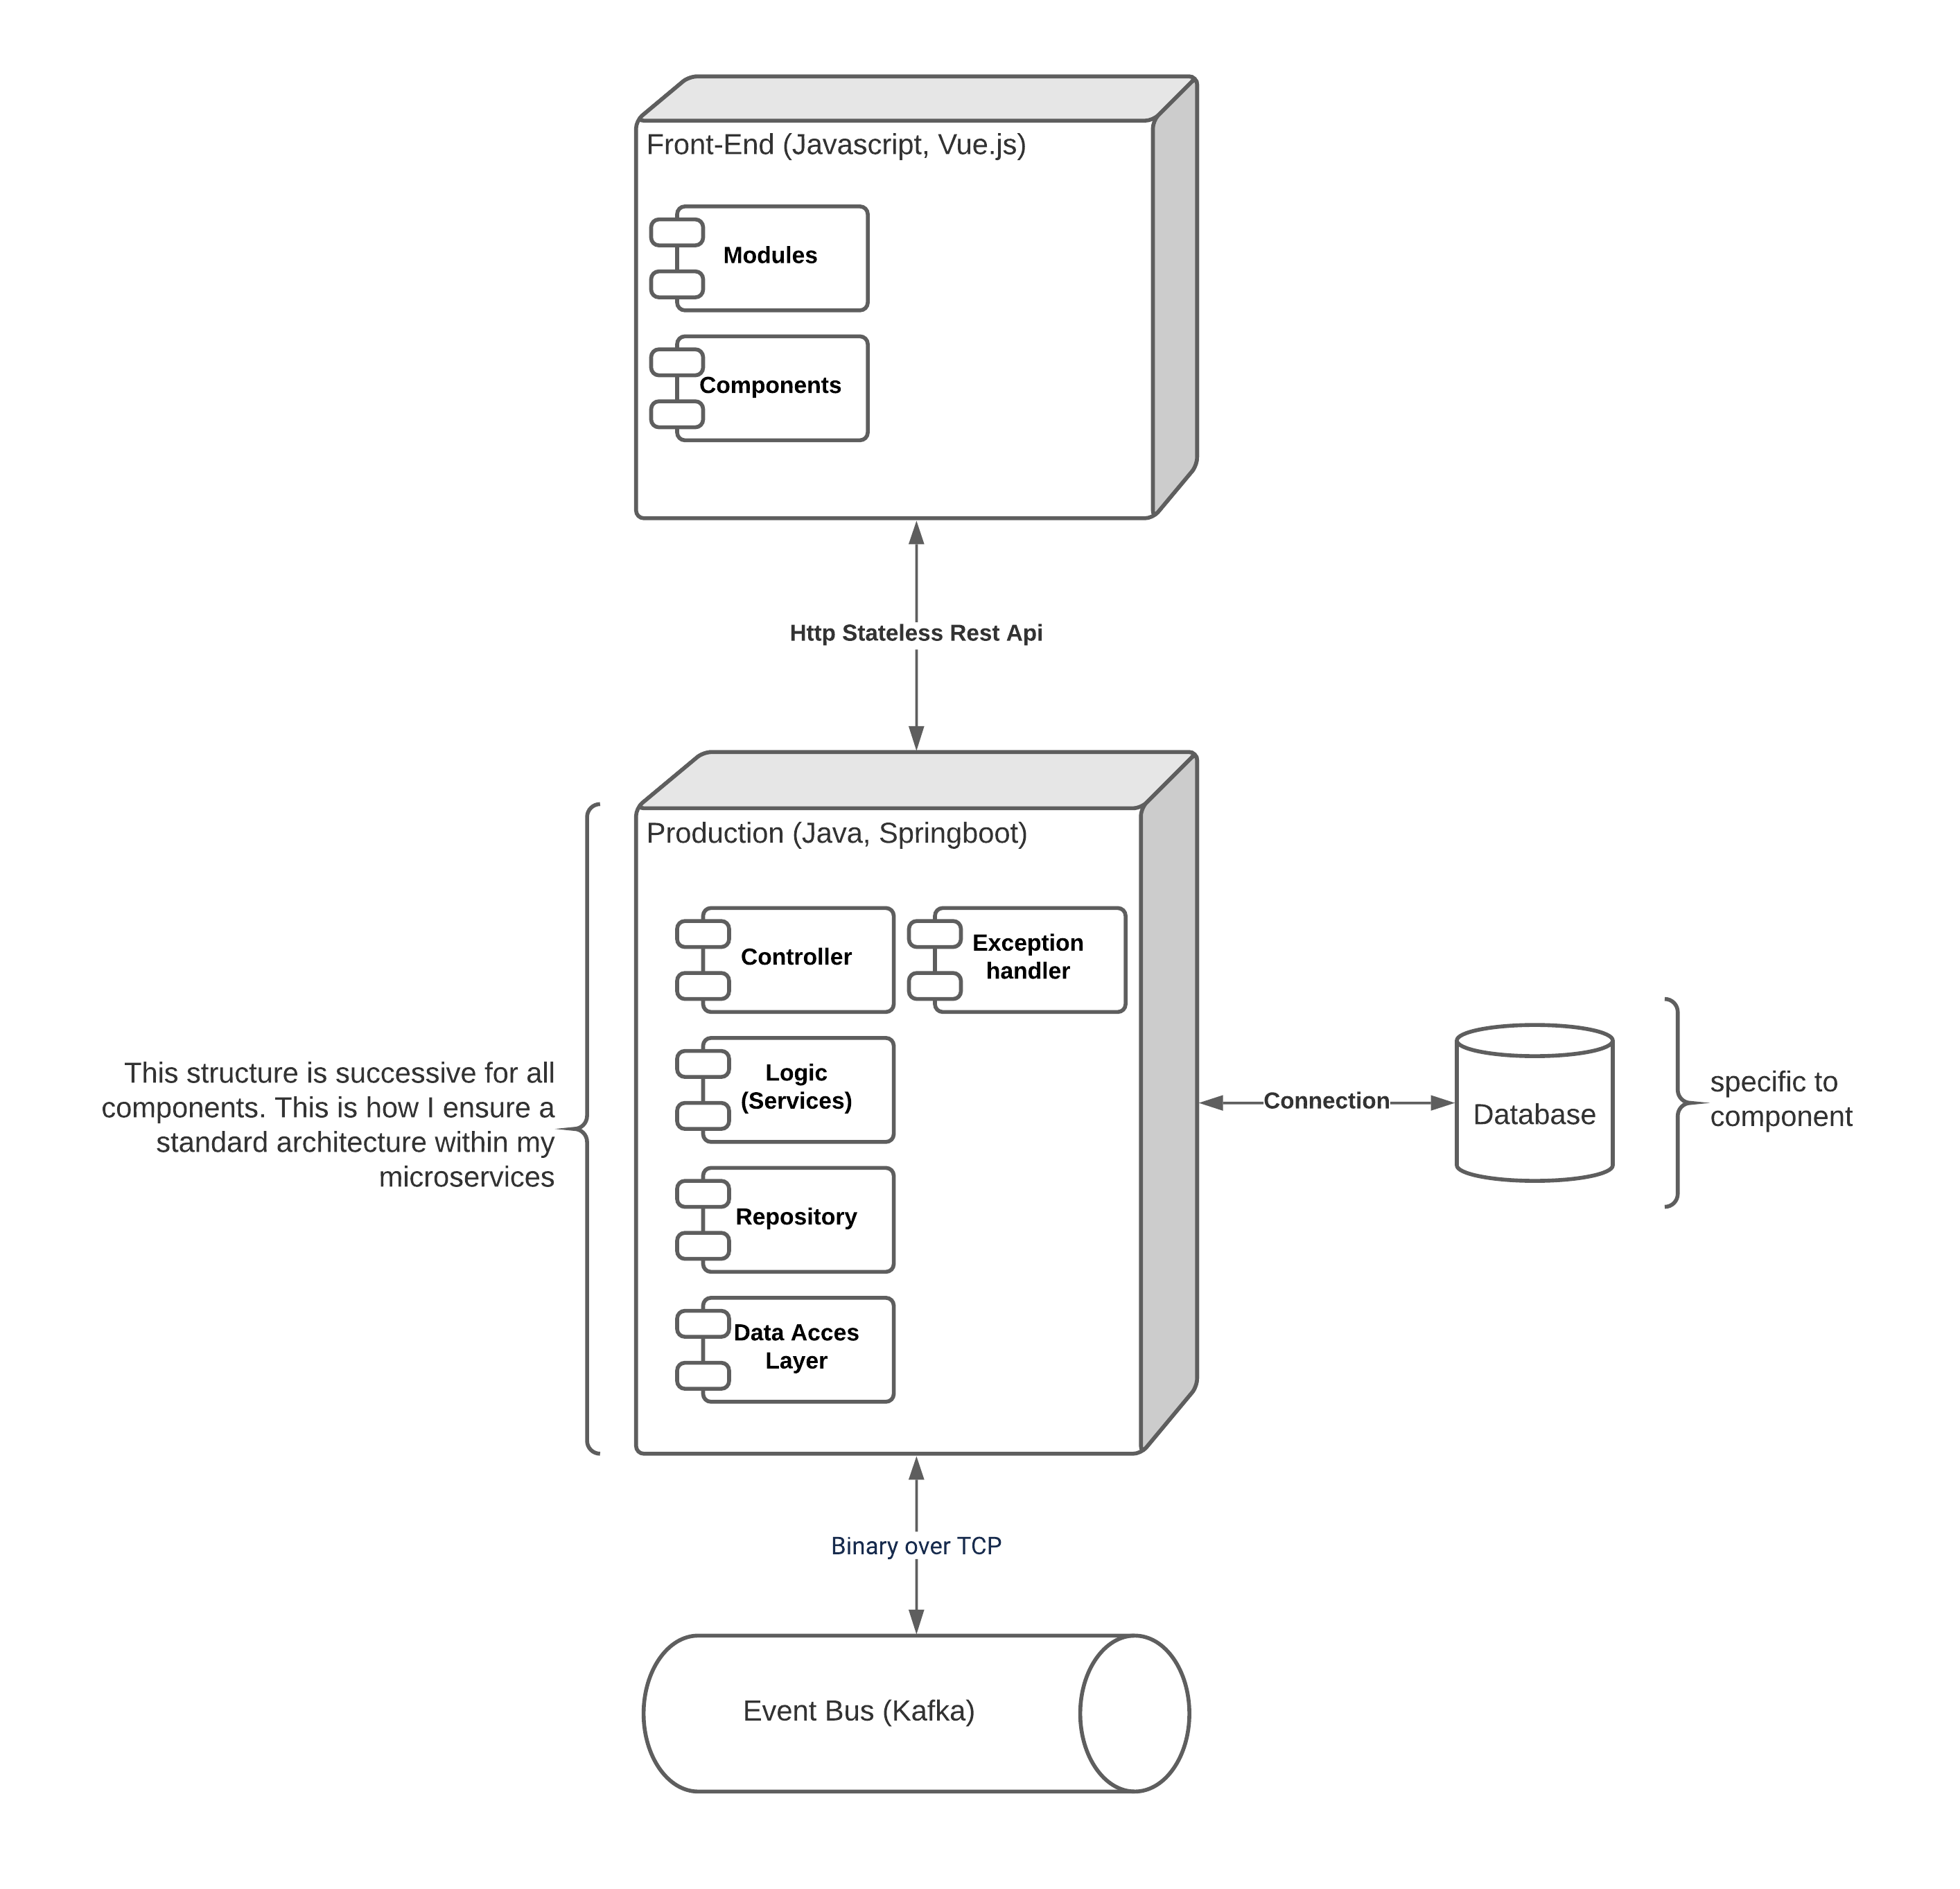 Front-End (Javascript, Vue.js)
Modules
Components
Http Stateless Rest Api
Production (Java, Springboot)
Controller
Exception
handler
Logic
(Services)
Repository
Data Acces
Layer
This structure is successive for all
components. This is how I ensure a
standard architecture within my
microservices
Connection
Database
specific to
component
Binary over TCP
Event Bus (Kafka)